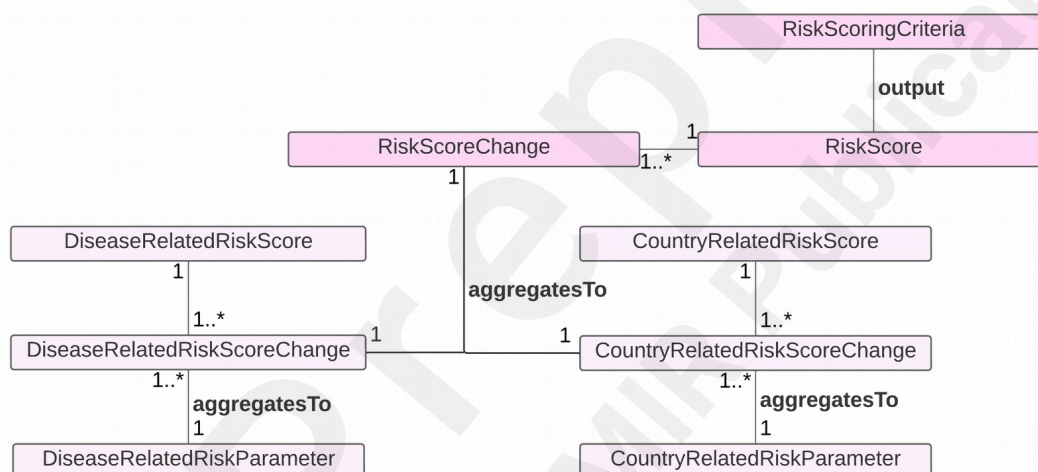 RiskScoringCriteria
output
1
RiskScoreChange
RiskScore
1..*
1
DiseaseRelatedRiskScore
CountryRelatedRiskScore
1
1
aggregatesTo
1..*
1..*
1
1
DiseaseRelatedRiskScoreChange
CountryRelatedRiskScoreChange
1..*
1..*
aggregatesTo
aggregatesTo
1
1
DiseaseRelatedRiskParameter
CountryRelatedRiskParameter